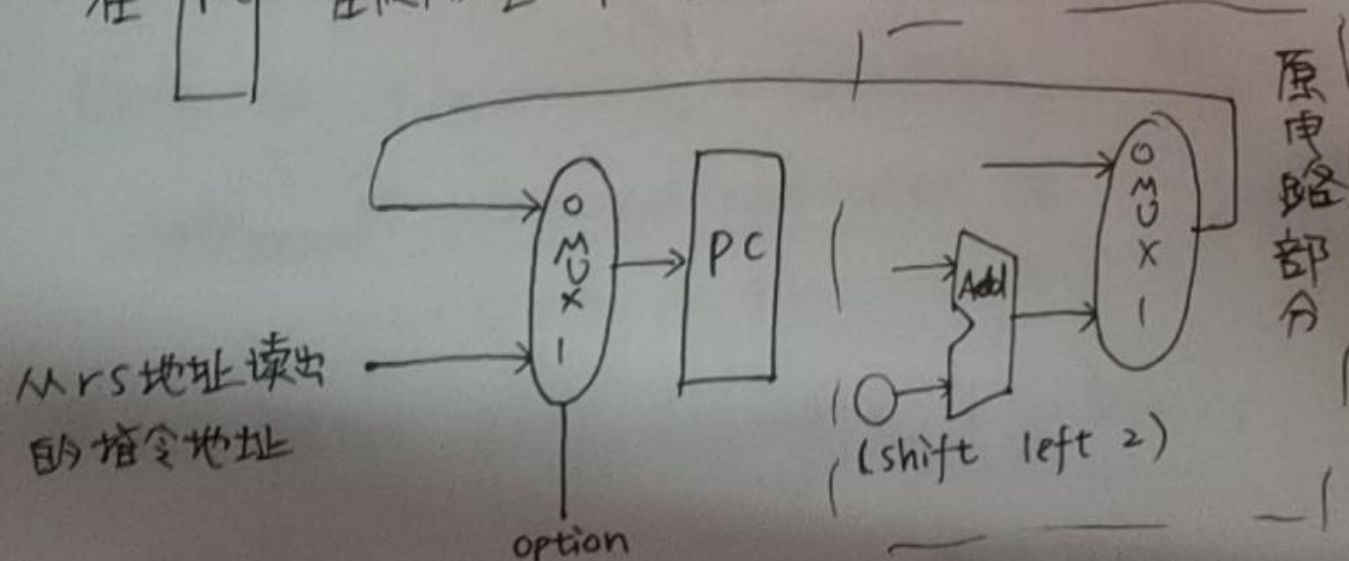 在
原电路部分
0 MUX 1
PC
Add
0 MUX 1
从rs地址读出
的指令地址
(shift left 2)
option